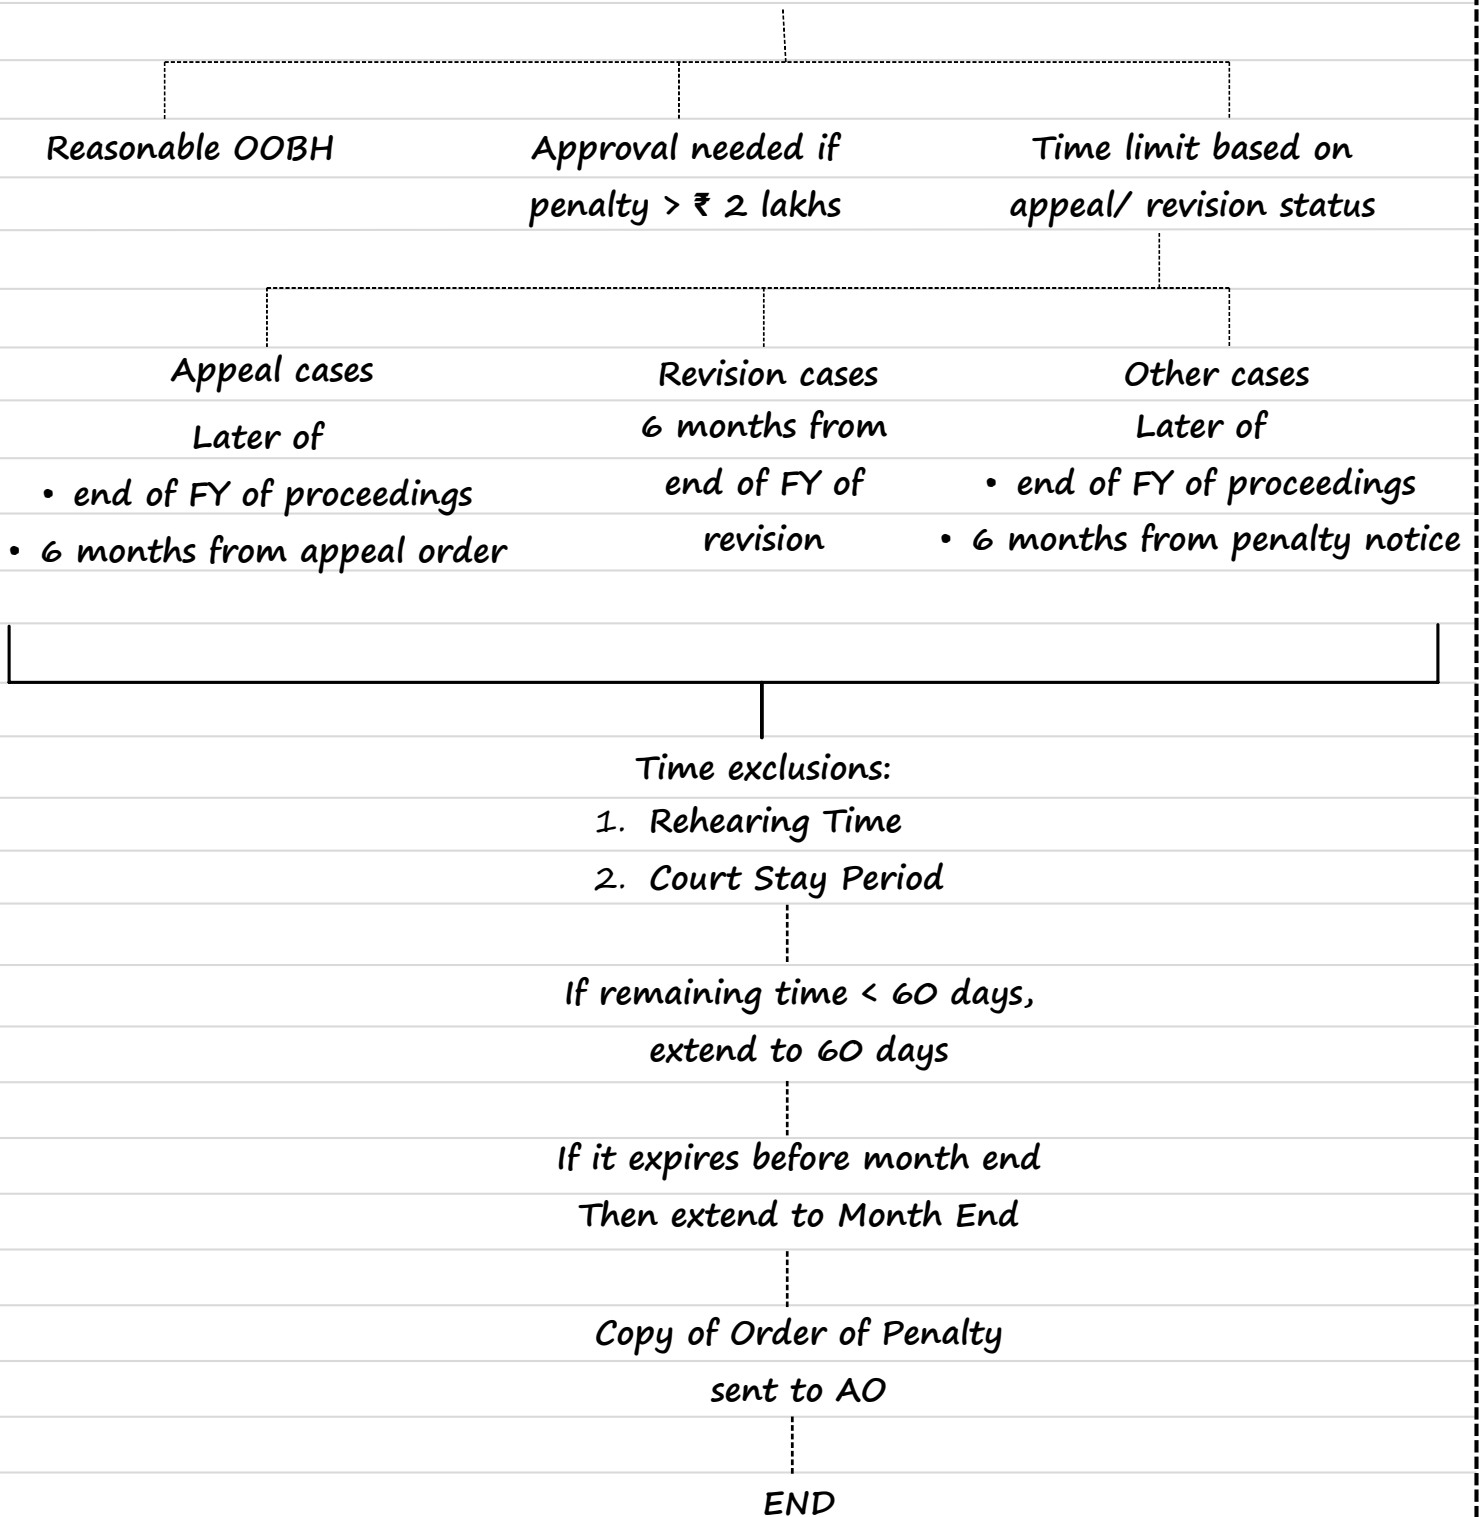 Reasonable OOBH
Approval needed if
penalty > ₹ 2 lakhs
Time limit based on
appeal/ revision status
Appeal cases
Later of
• end of FY of proceedings
• 6 months from appeal order
Revision cases
6 months from
end of FY of
revision
Other cases
Later of
• end of FY of proceedings
• 6 months from penalty notice
Time exclusions:
1. Rehearing Time
2. Court Stay Period
If remaining time < 60 days,
extend to 60 days
If it expires before month end
Then extend to Month End
Copy of Order of Penalty
sent to AO
END